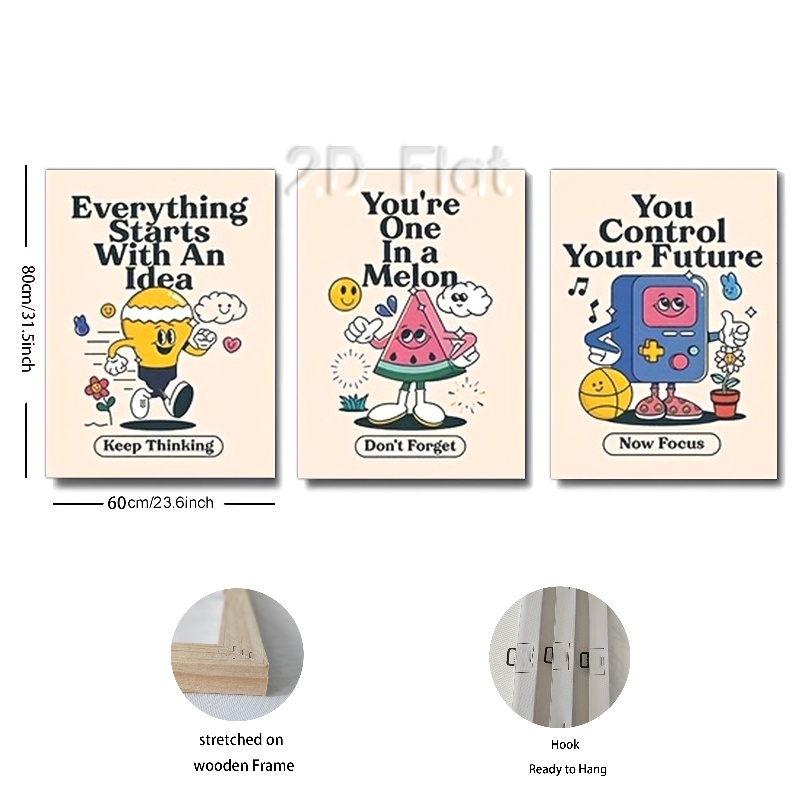 2D Flat
Everything
Starts
With An
Idea
Keep Thinking
You're
One
In a
Melon
Don't Forget
You
Control
Your Future
Now Focus
80cm/31.5inch
60cm/23.6inch
stretched on
wooden Frame
Hook
Ready to Hang